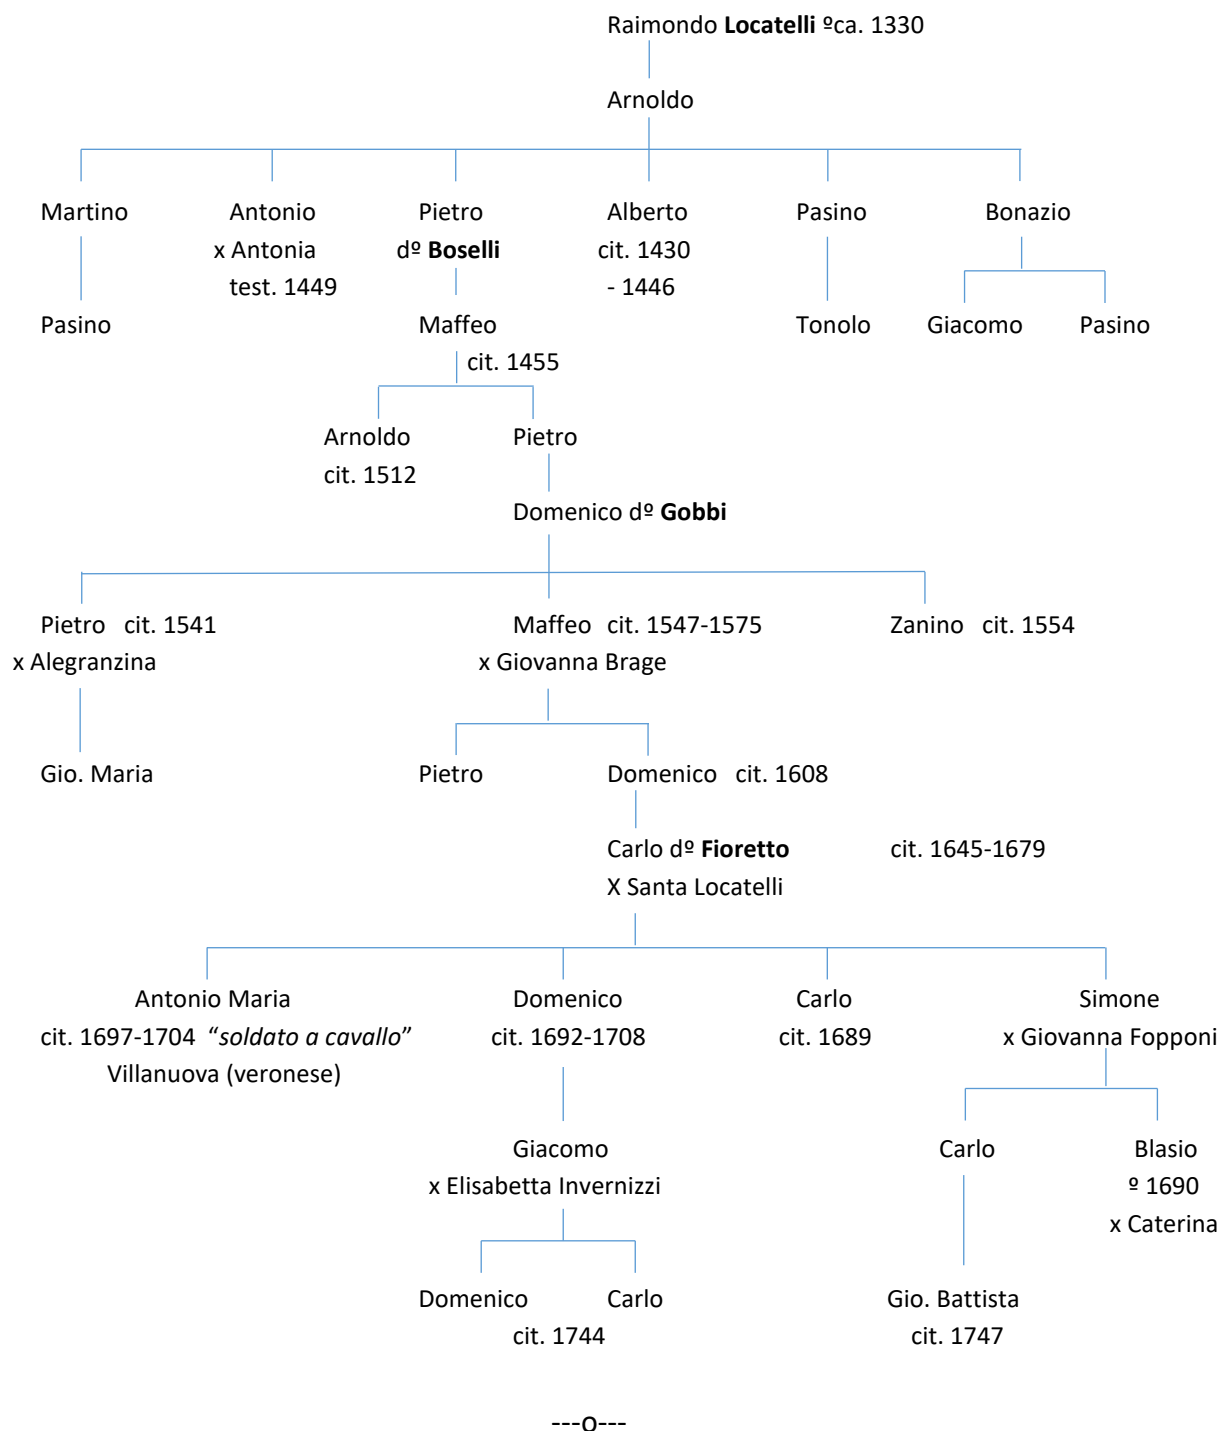 Raimondo Locatelli ºca. 1330
Arnoldo
Martino Antonio Pietro Alberto Pasino Bonazio
x Antonia dº Boselli cit. 1430
test. 1449 - 1446
Pasino Maffeo Tonolo Giacomo Pasino
cit. 1455
Arnoldo Pietro
cit. 1512
Domenico dº Gobbi
Pietro cit. 1541 Maffeo cit. 1547-1575 Zanino cit. 1554
x Alegranzina x Giovanna Brage
Gio. Maria Pietro Domenico cit. 1608
Carlo dº Fioretto cit. 1645-1679
X Santa Locatelli
Antonio Maria Domenico Carlo Simone
cit. 1697-1704 “soldato a cavallo” cit. 1692-1708 cit. 1689 x Giovanna Fopponi
Villanuova (veronese)
Giacomo Carlo Blasio
x Elisabetta Invernizzi º 1690
x Caterina
Domenico Carlo Gio. Battista
cit. 1744 cit. 1747
---o---